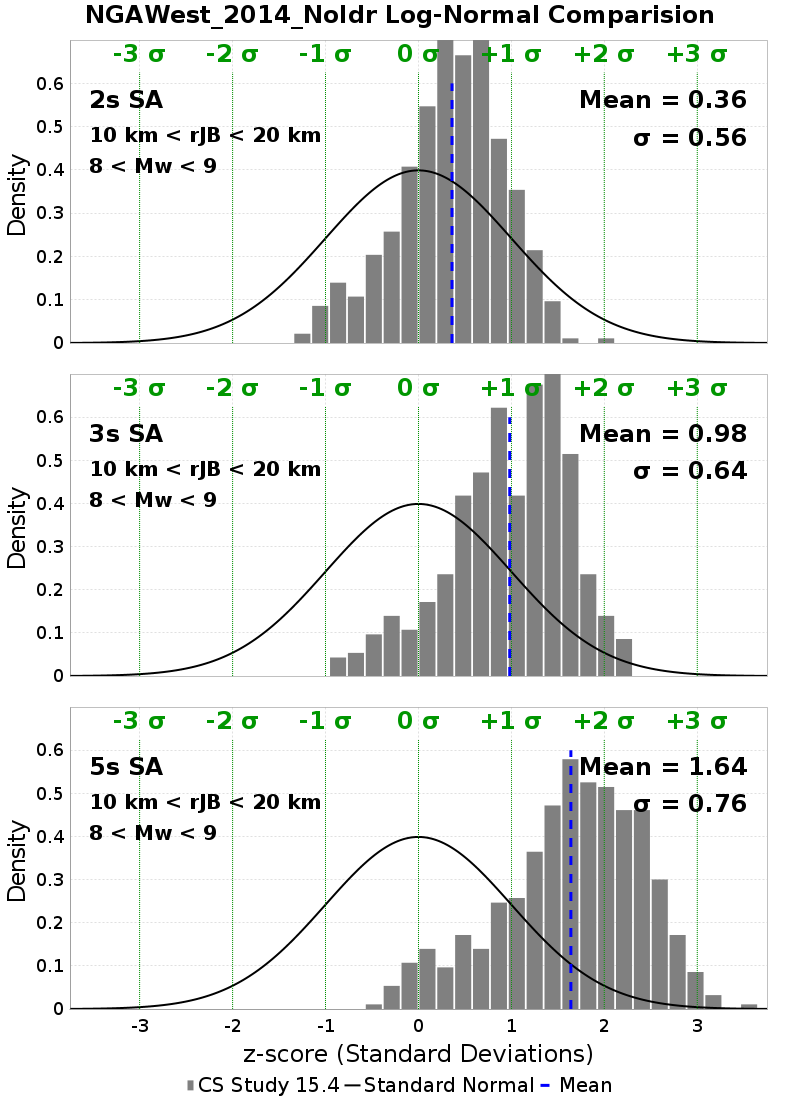 NGAWest_2014_NoIdr Log-Normal Comparision
-3 σ -2 σ -1 σ 0 σ +1 σ +2 σ +3 σ
0.6
2s SA Mean = 0.36
0.5
10 km < rJB < 20 km σ = 0.56
8 < Mw < 9
0.4
0.3
0.2
0.1
0
Density
-3 σ -2 σ -1 σ 0 σ +1 σ +2 σ +3 σ
0.6
3s SA Mean = 0.98
0.5
10 km < rJB < 20 km σ = 0.64
8 < Mw < 9
0.4
0.3
0.2
0.1
0
Density
-3 σ -2 σ -1 σ 0 σ +1 σ +2 σ +3 σ
0.6
5s SA Mean = 1.64
0.5
10 km < rJB < 20 km σ = 0.76
8 < Mw < 9
0.4
0.3
0.2
0.1
0
Density
-3 -2 -1 0 1 2 3
z-score (Standard Deviations)
CS Study 15.4 Standard Normal Mean